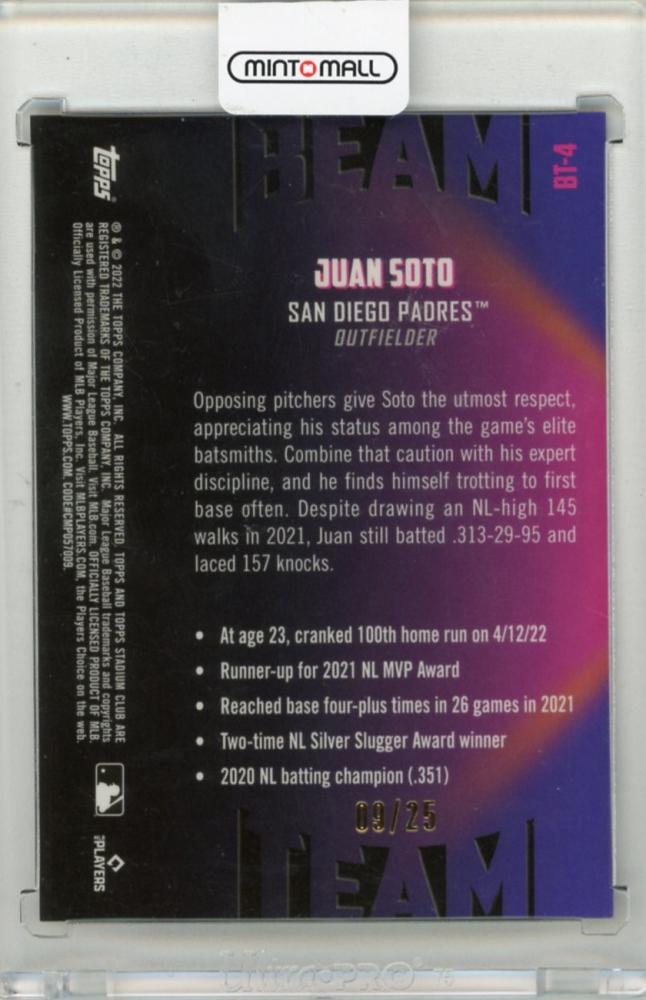 MINT MALL
BEAM
BT-4
JUAN SOTO
SAN DIEGO PADRES™
OUTFIELDER
Opposing pitchers give Soto the utmost respect,
appreciating his status among the game's elite
batsmiths. Combine that caution with his expert
discipline, and he finds himself trotting to first
base often. Despite drawing an NL-high 145
walks in 2021, Juan still batted .313-29-95 and
laced 157 knocks.
• At age 23, cranked 100th home run on 4/12/22
• Runner-up for 2021 NL MVP Award
• Reached base four-plus times in 26 games in 2021
• Two-time NL Silver Slugger Award winner
• 2020 NL batting champion (.351)
09/25
TEAM
topps®
® & © 2022 THE TOPPS COMPANY, INC. ALL RIGHTS RESERVED. TOPPS AND TOPPS STADIUM CLUB ARE
REGISTERED TRADEMARKS OF THE TOPPS COMPANY, INC. Major League Baseball trademarks and copyrights
are used with permission of Major League Baseball. Visit MLB.com. OFFICIALLY LICENSED PRODUCT OF MLB.
Officially Licensed Product of MLB Players, Inc. Visit MLBPLAYERS.COM, the Players Choice on the web.
WWW.TOPPS.COM. CODE#CMP057009.
PLAYERS
Ultra•PRO®